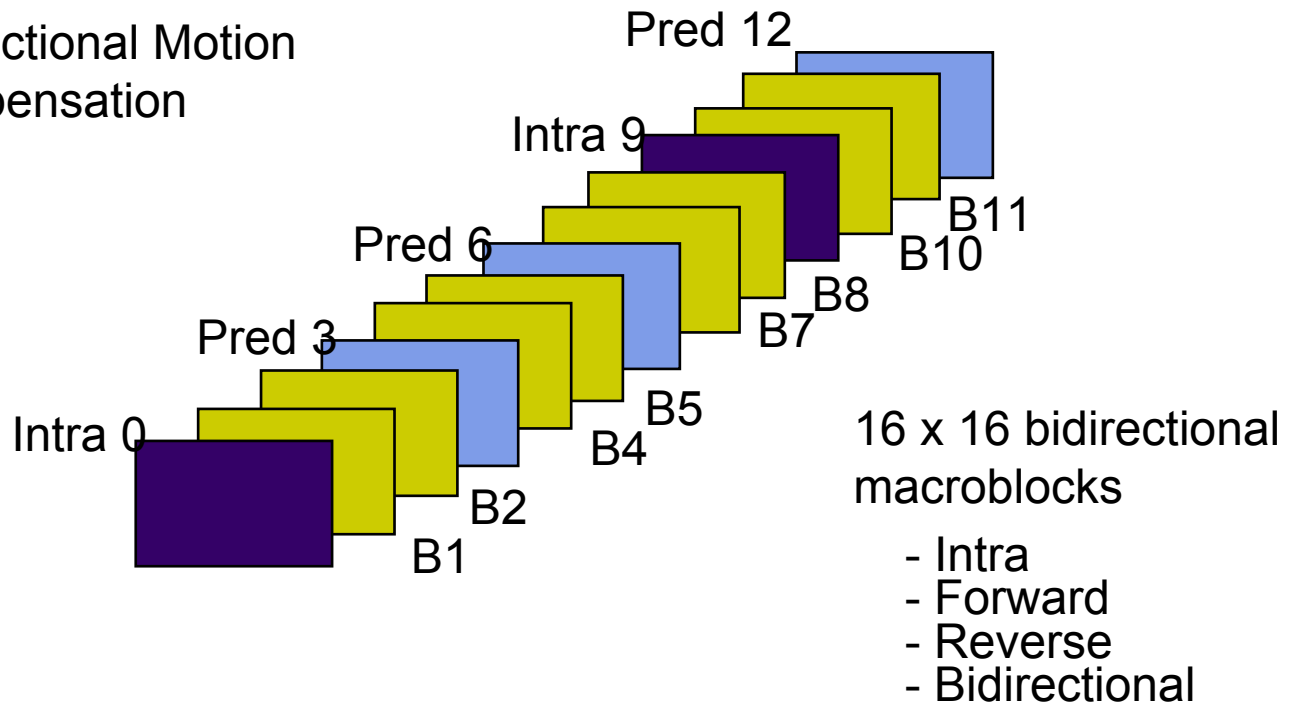 ctional Motion
pensation
Pred 12
Intra 9
B11
B10
Pred 6
B8
B7
Pred 3
B5
B4
Intra 0
B2
B1
16 x 16 bidirectional
macroblocks
- Intra
- Forward
- Reverse
- Bidirectional